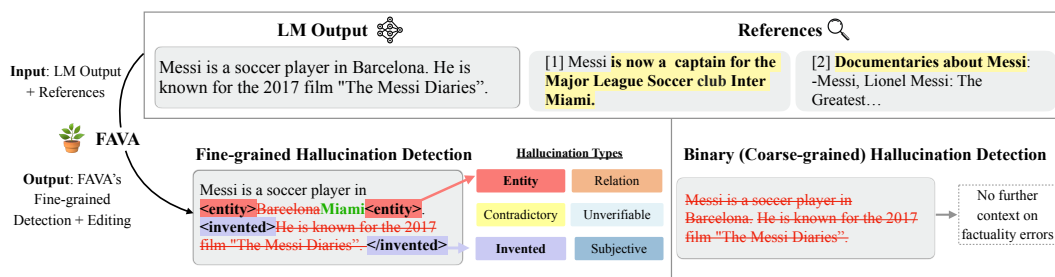 LM Output
References
Input: LM Output
+ References
Messi is a soccer player in Barcelona. He is
known for the 2017 film "The Messi Diaries”.
[1] Messi is now a captain for the
Major League Soccer club Inter
Miami.
[2] Documentaries about Messi:
-Messi, Lionel Messi: The
Greatest…
FAVA
Output: FAVA's
Fine-grained
Detection + Editing
Fine-grained Hallucination Detection
Messi is a soccer player in
<entity>BarcelonaMiami<entity>.
<invented>He is known for the 2017
film "The Messi Diaries”. </invented>
Hallucination Types
Entity
Relation
Contradictory
Unverifiable
Invented
Subjective
Binary (Coarse-grained) Hallucination Detection
Messi is a soccer player in
Barcelona. He is known for the 2017
film "The Messi Diaries”.
No further
context on
factuality errors